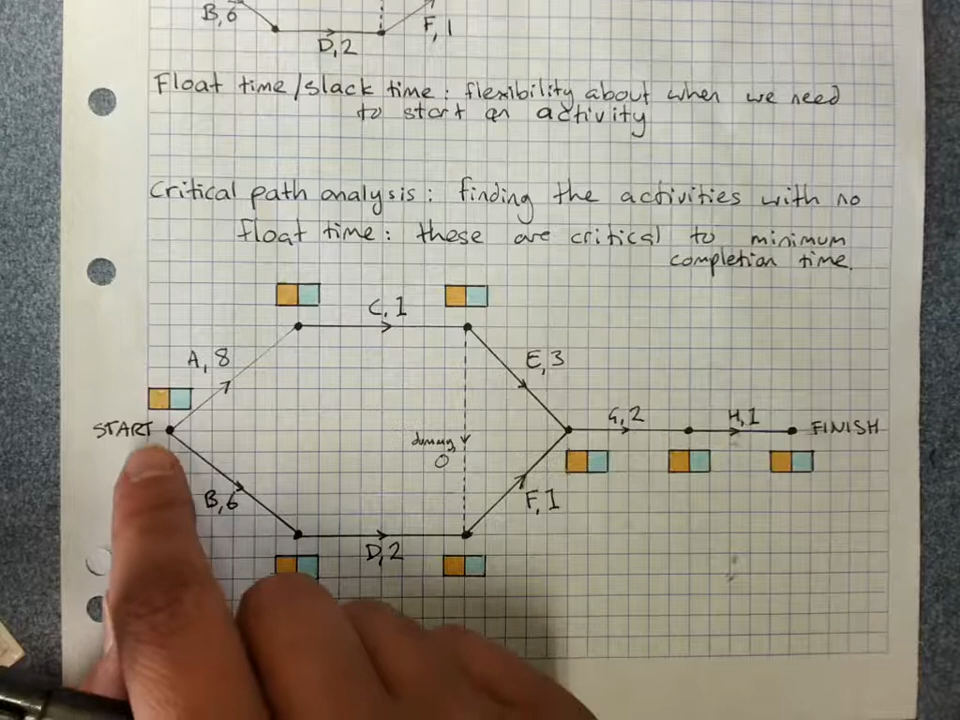 B, 6
D, 2
F, 1
Float time/slack time: flexibility about when we need
to start an activity
Critical path analysis: finding the activities with no
float time: these are critical to minimum
completion time.
C, 1
A, 8
E, 3
START
G, 2
H, 1
FINISH
dummy,
0
B, 6
F, 1
D, 2